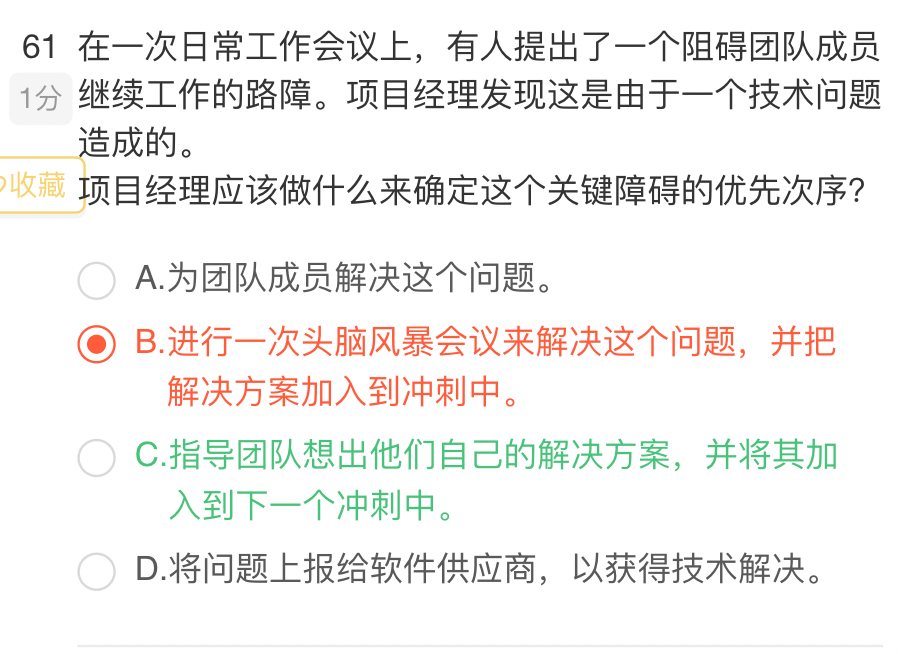 61 在一次日常工作会议上，有人提出了一个阻碍团队成员
1分 继续工作的路障。项目经理发现这是由于一个技术问题
造成的。
收藏 项目经理应该做什么来确定这个关键障碍的优先次序？
A.为团队成员解决这个问题。
B.进行一次头脑风暴会议来解决这个问题，并把
解决方案加入到冲刺中。
C.指导团队想出他们自己的解决方案，并将其加
入到下一个冲刺中。
D.将问题上报给软件供应商，以获得技术解决。